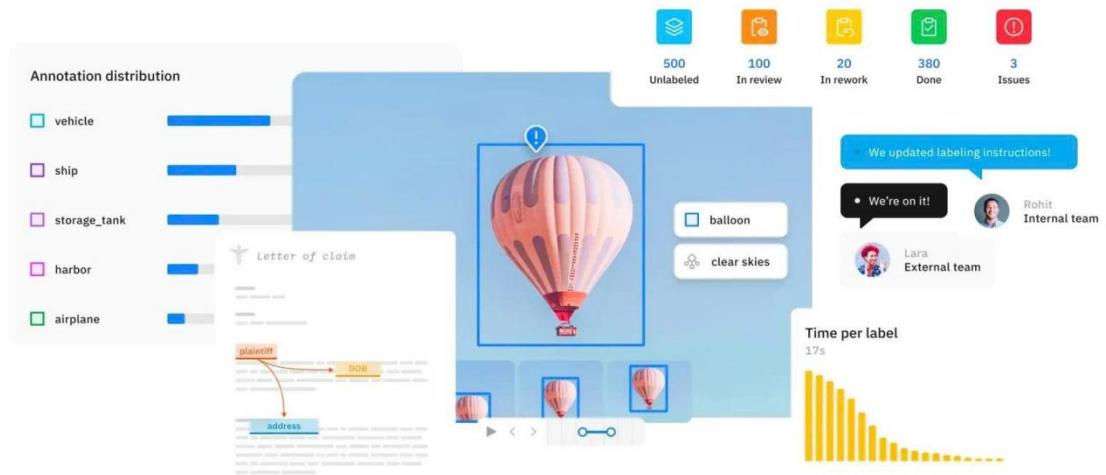 500
Unlabeled
100
In review
20
In rework
380
Done
3
Issues
Annotation distribution
vehicle
ship
storage_tank
harbor
airplane
Letter of claim
plaintiff
DOB
address
balloon
clear skies
We updated labeling instructions!
Rohit
Internal team
We're on it!
Lara
External team
Time per label
17s